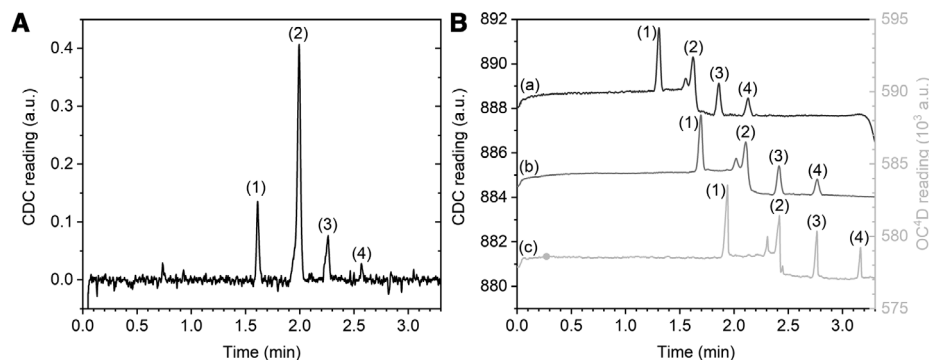 A
CDC reading (a.u.)
0.4
0.3
0.2
0.1
0.0
(1)
(2)
(3)
(4)
0.0 0.5 1.0 1.5 2.0 2.5 3.0
Time (min)
B
CDC reading (a.u.)
892
890
888
886
884
882
880
(a)
(1)
(2)
(3)
(4)
(b)
(1)
(2)
(3)
(4)
(c)
(1)
(2)
(3)
(4)
595
590
585
580
575
OC⁴D reading (10³ a.u.)
0.0 0.5 1.0 1.5 2.0 2.5 3.0
Time (min)